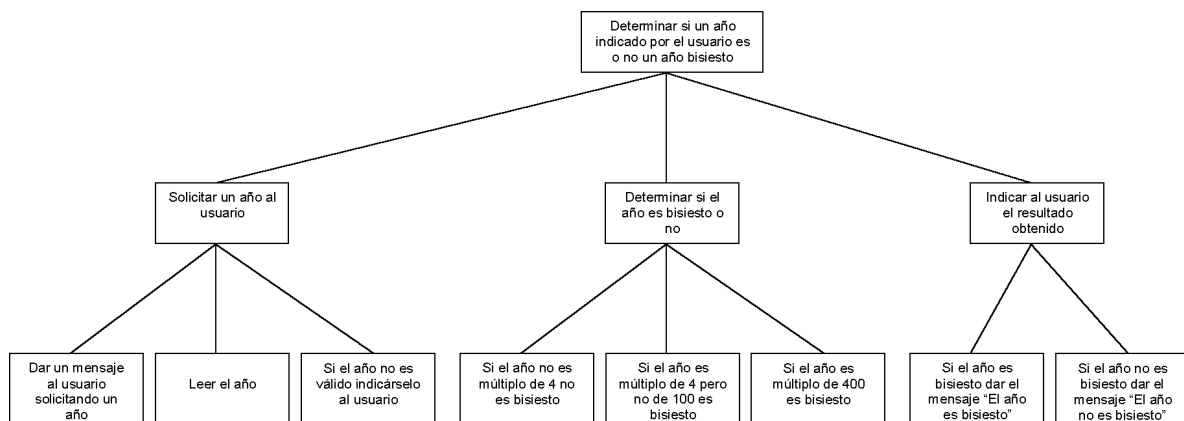 Determinar si un año
indicado por el usuario es
o no un año bisiesto
Solicitar un año al
usuario
Determinar si el
año es bisiesto o
no
Indicar al usuario
el resultado
obtenido
Dar un mensaje
al usuario
solicitando un
año
Leer el año
Si el año no es
válido indicárselo
al usuario
Si el año no es
múltiplo de 4 no
es bisiesto
Si el año es
múltiplo de 4 pero
no de 100 es
bisiesto
Si el año es
múltiplo de 400
es bisiesto
Si el año es
bisiesto dar el
mensaje “El año
es bisiesto”
Si el año no es
bisiesto dar el
mensaje “El año
no es bisiesto”